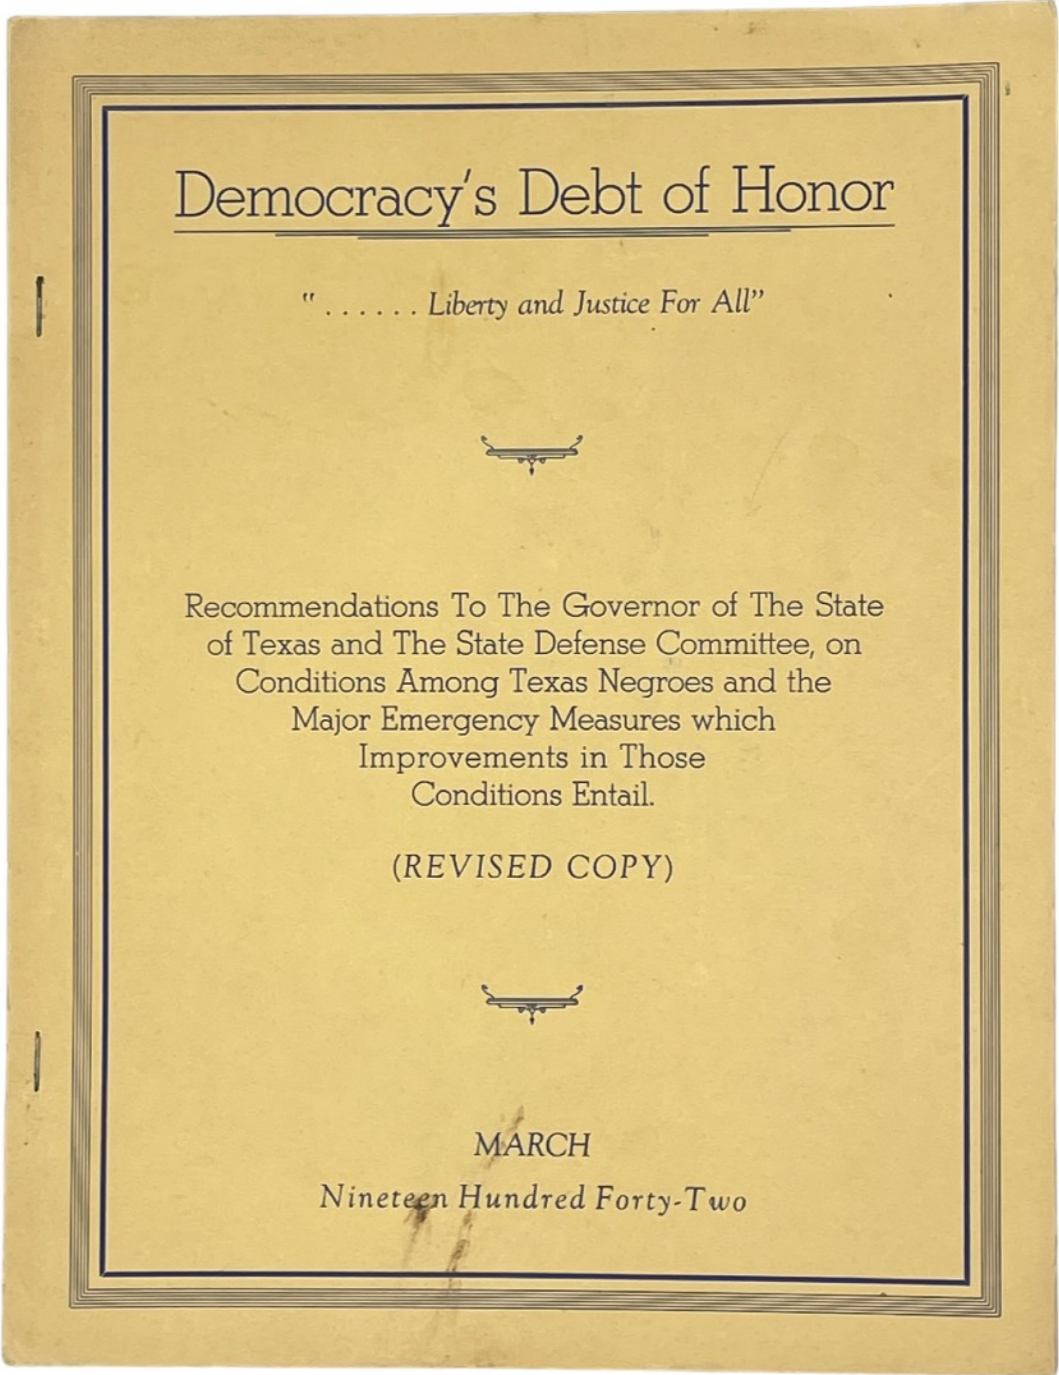 Democracy's Debt of Honor
"...... Liberty and Justice For All"
Recommendations To The Governor of The State
of Texas and The State Defense Committee, on
Conditions Among Texas Negroes and the
Major Emergency Measures which
Improvements in Those
Conditions Entail.
(REVISED COPY)
MARCH
Nineteen Hundred Forty-Two